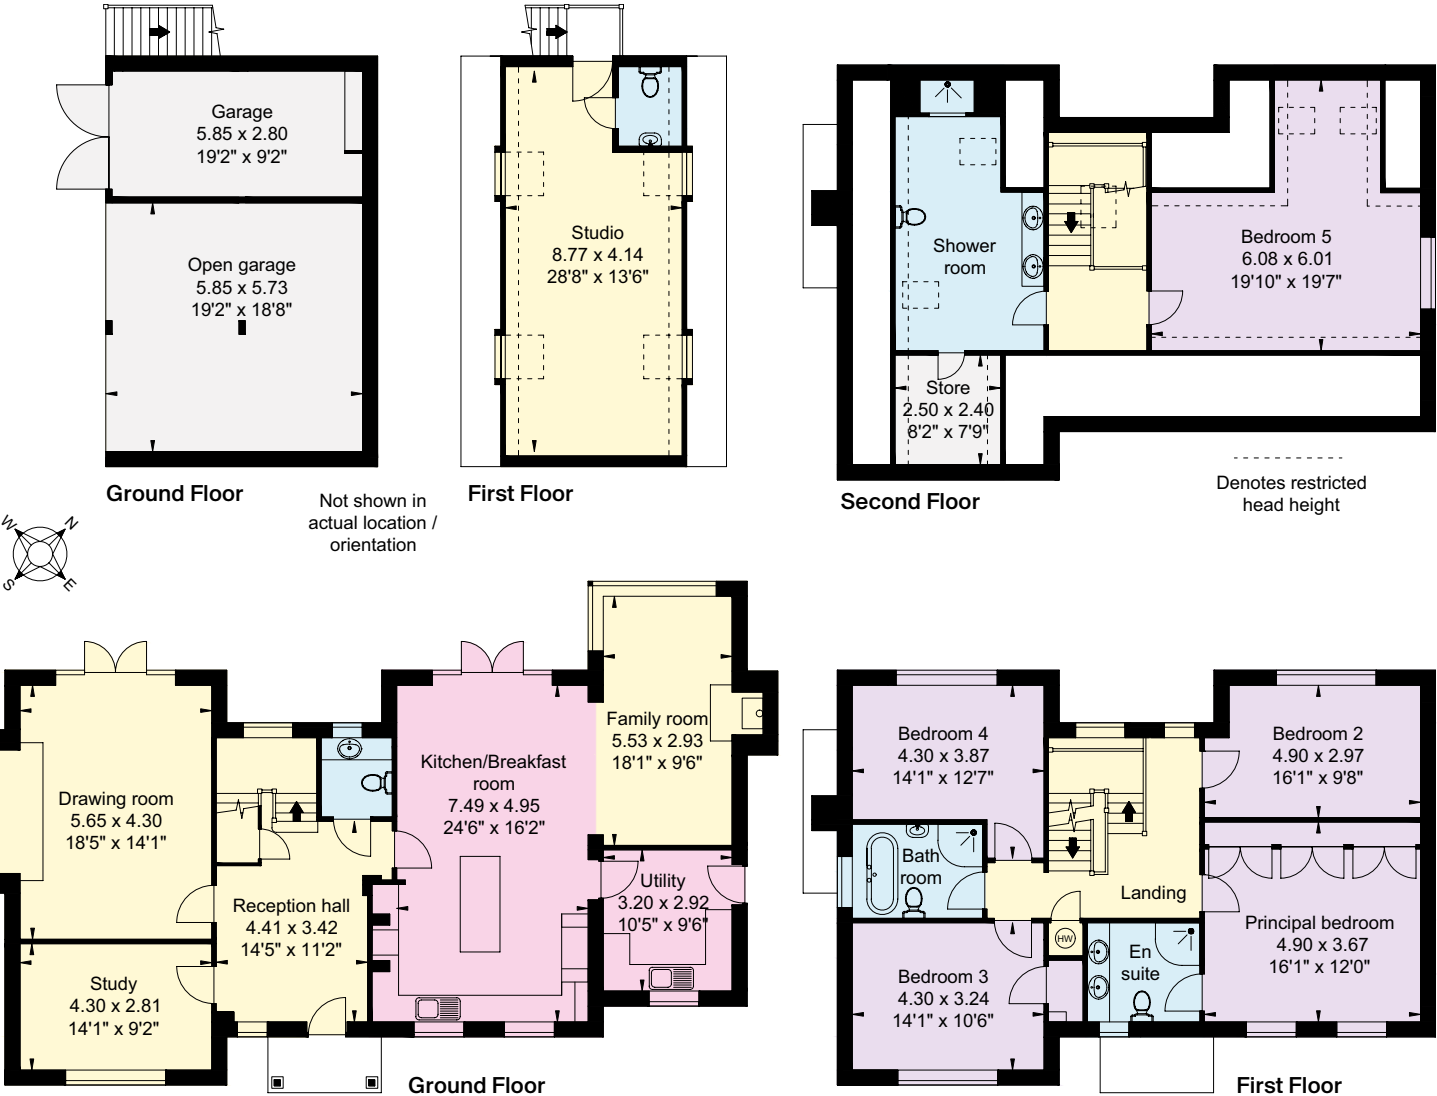 Garage
5.85 x 2.80
19'2" x 9'2"
Open garage
5.85 x 5.73
19'2" x 18'8"
Ground Floor
Not shown in
actual location /
orientation
Studio
8.77 x 4.14
28'8" x 13'6"
First Floor
Shower
room
Store
2.50 x 2.40
8'2" x 7'9"
Bedroom 5
6.08 x 6.01
19'10" x 19'7"
Second Floor
Denotes restricted
head height
W
N
S
E
Drawing room
5.65 x 4.30
18'5" x 14'1"
Study
4.30 x 2.81
14'1" x 9'2"
Reception hall
4.41 x 3.42
14'5" x 11'2"
Kitchen/Breakfast
room
7.49 x 4.95
24'6" x 16'2"
Family room
5.53 x 2.93
18'1" x 9'6"
Utility
3.20 x 2.92
10'5" x 9'6"
Ground Floor
Bedroom 4
4.30 x 3.87
14'1" x 12'7"
Bedroom 2
4.90 x 2.97
16'1" x 9'8"
Bath
room
Landing
HW
Principal bedroom
4.90 x 3.67
16'1" x 12'0"
En
suite
Bedroom 3
4.30 x 3.24
14'1" x 10'6"
First Floor